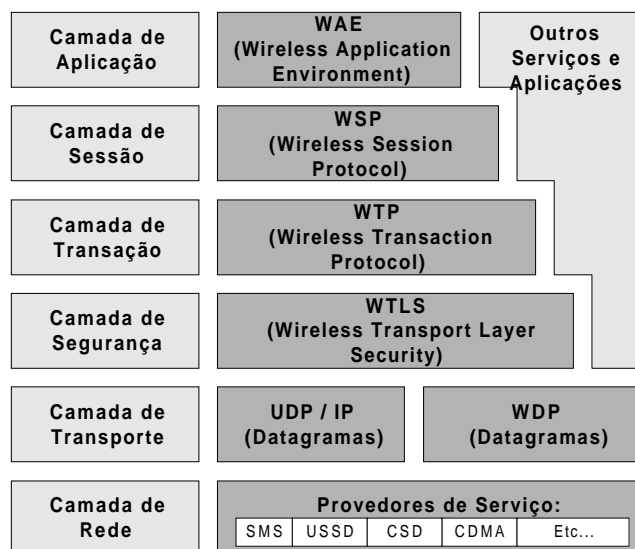 Camada de
Aplicação
WAE
(Wireless Application
Environment)
Outros
Serviços e
Aplicações
Camada de
Sessão
WSP
(Wireless Session
Protocol)
Camada de
Transação
WTP
(Wireless Transaction
Protocol)
Camada de
Segurança
WTLS
(Wireless Transport Layer
Security)
Camada de
Transporte
UDP / IP
(Datagramas)
WDP
(Datagramas)
Camada de
Rede
Provedores de Serviço:
SMS USSD CSD CDMA Etc...